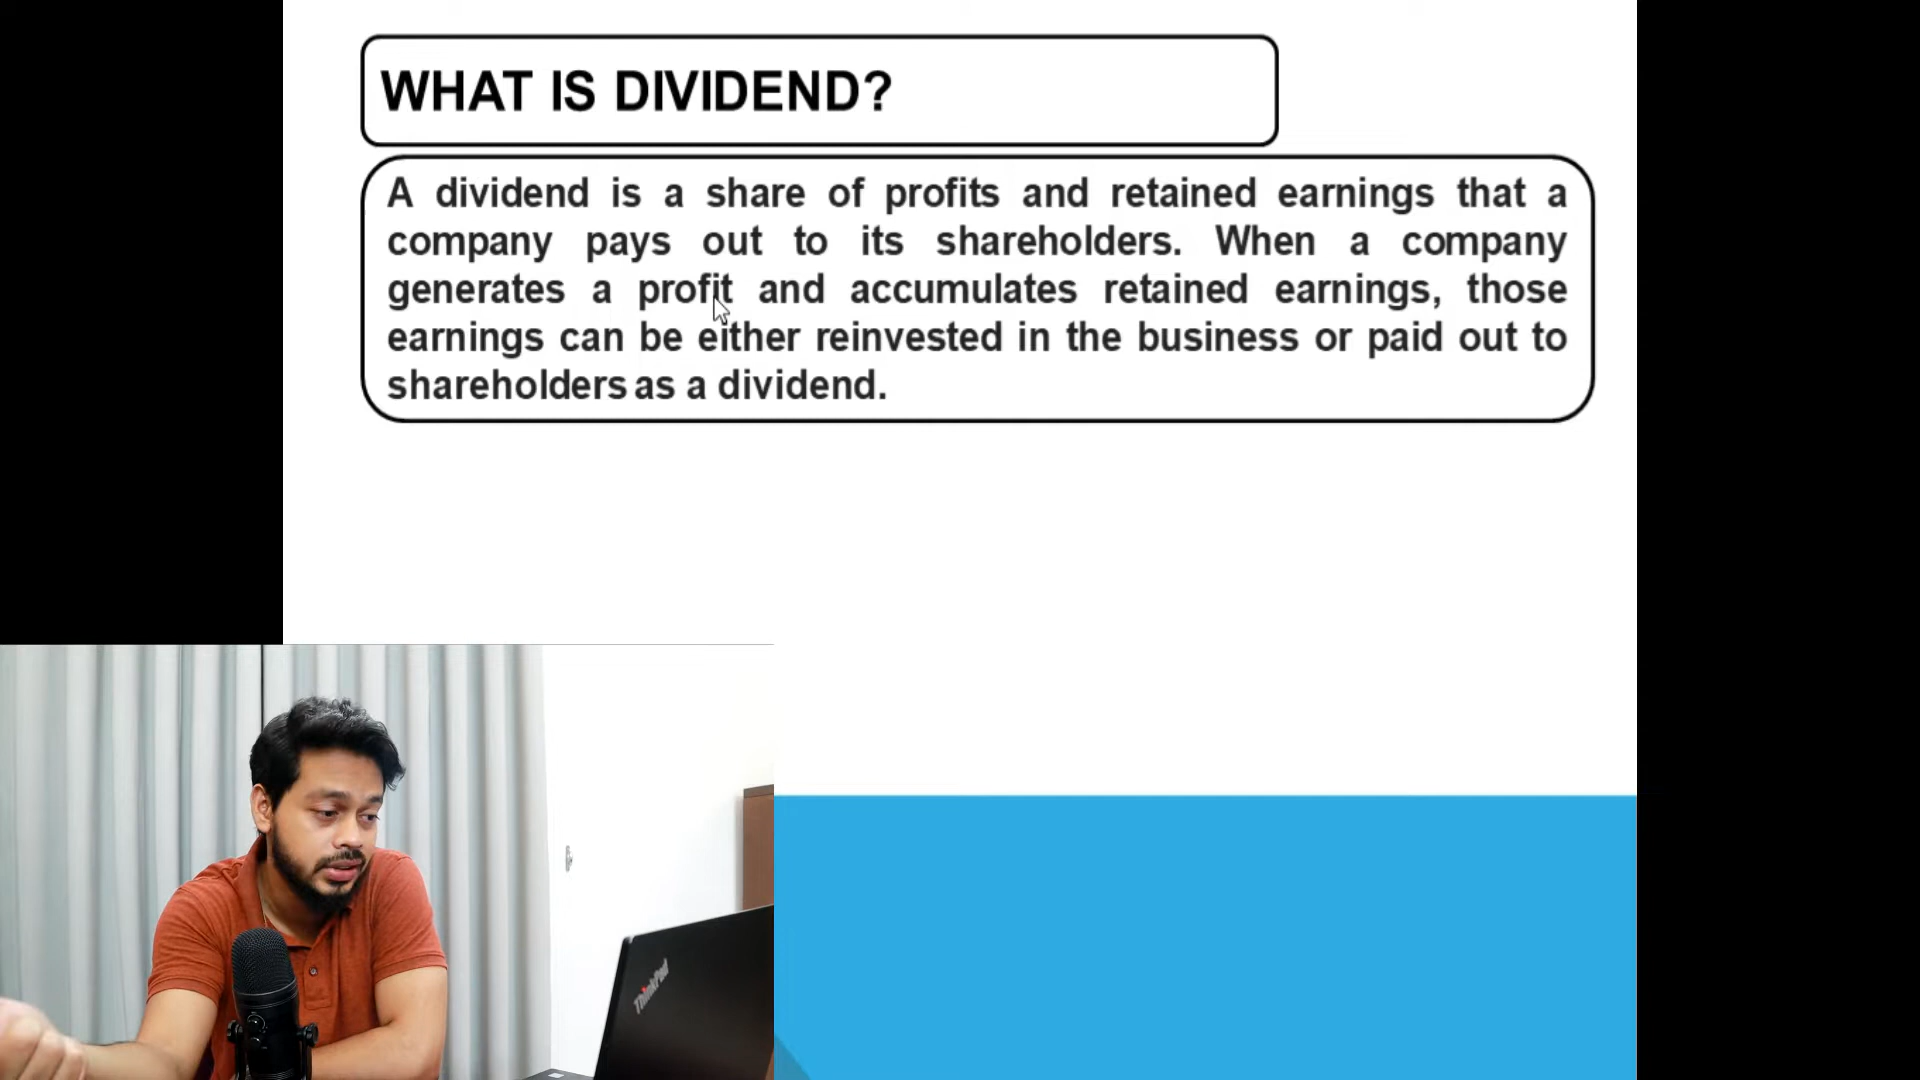 WHAT IS DIVIDEND?
A dividend is a share of profits and retained earnings that a
company pays out to its shareholders. When a company
generates a profit and accumulates retained earnings, those
earnings can be either reinvested in the business or paid out to
shareholders as a dividend.
ThinkPad